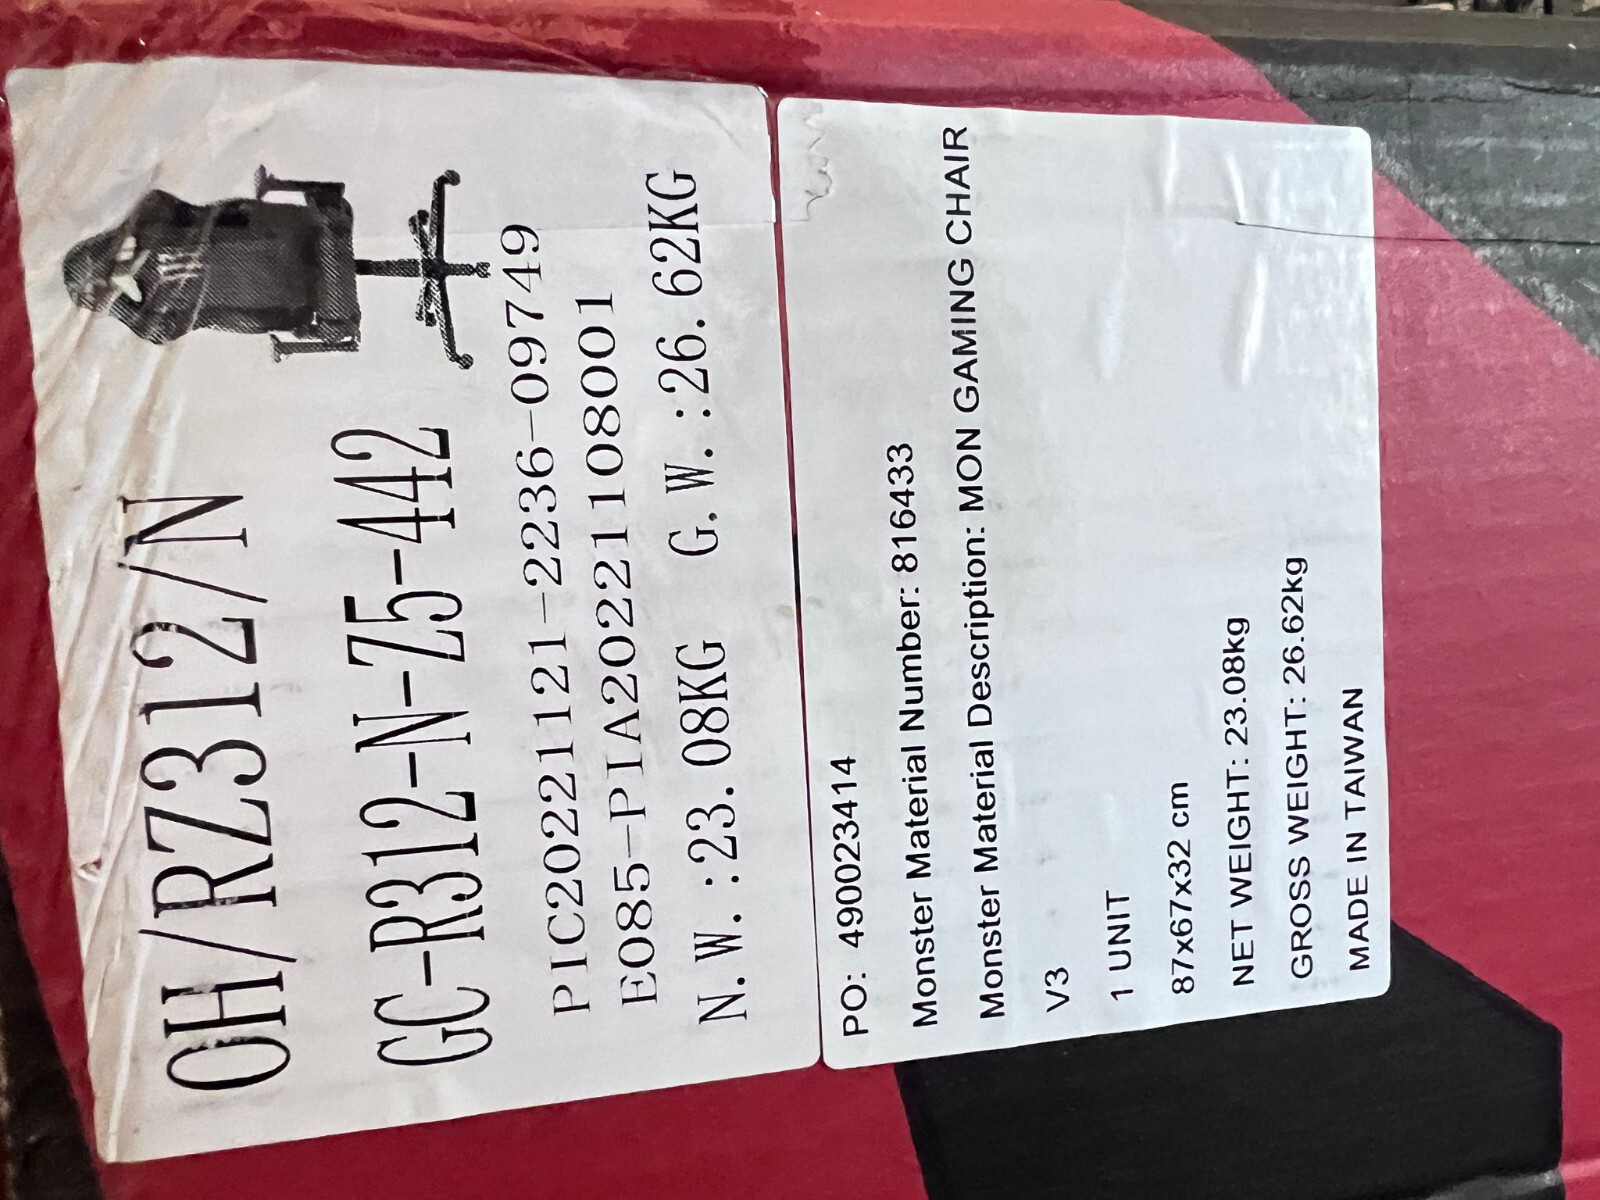 OH/RZ312/N
GC-R312-N-Z5-442
PIC20221121-2236-09749
E085-PIA20221108001
N.W.:23.08KG G.W.:26.62KG
PO: 490023414
Monster Material Number: 816433
Monster Material Description: MON GAMING CHAIR
V3
1 UNIT
87x67x32 cm
NET WEIGHT: 23.08kg
GROSS WEIGHT: 26.62kg
MADE IN TAIWAN